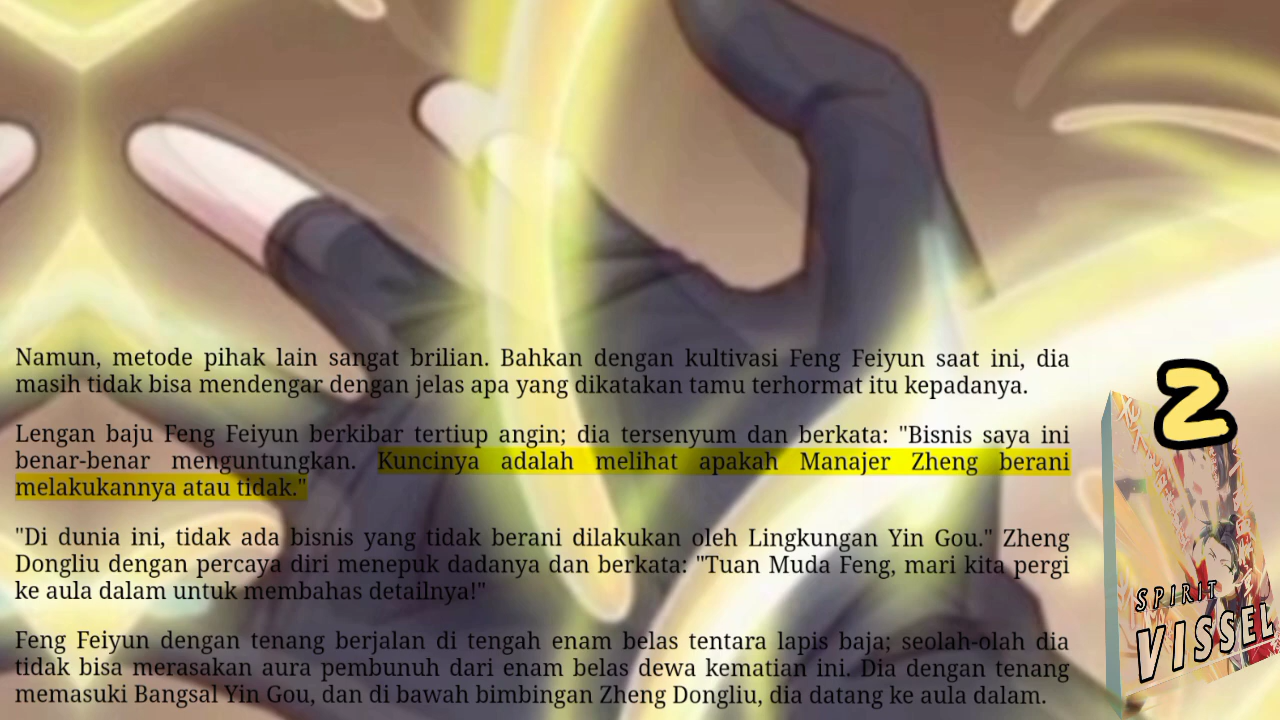 Namun, metode pihak lain sangat brilian. Bahkan dengan kultivasi Feng Feiyun saat ini, dia
masih tidak bisa mendengar dengan jelas apa yang dikatakan tamu terhormat itu kepadanya.
Lengan baju Feng Feiyun berkibar tertiup angin; dia tersenyum dan berkata: "Bisnis saya ini
benar-benar menguntungkan. Kuncinya adalah melihat apakah Manajer Zheng berani
melakukannya atau tidak."
"Di dunia ini, tidak ada bisnis yang tidak berani dilakukan oleh Lingkungan Yin Gou." Zheng
Dongliu dengan percaya diri menepuk dadanya dan berkata: "Tuan Muda Feng, mari kita pergi
ke aula dalam untuk membahas detailnya!"
Feng Feiyun dengan tenang berjalan di tengah enam belas tentara lapis baja; seolah-olah dia
tidak bisa merasakan aura pembunuh dari enam belas dewa kematian ini. Dia dengan tenang
memasuki Bangsal Yin Gou, dan di bawah bimbingan Zheng Dongliu, dia datang ke aula dalam.
2
SPIRIT
VISSEL